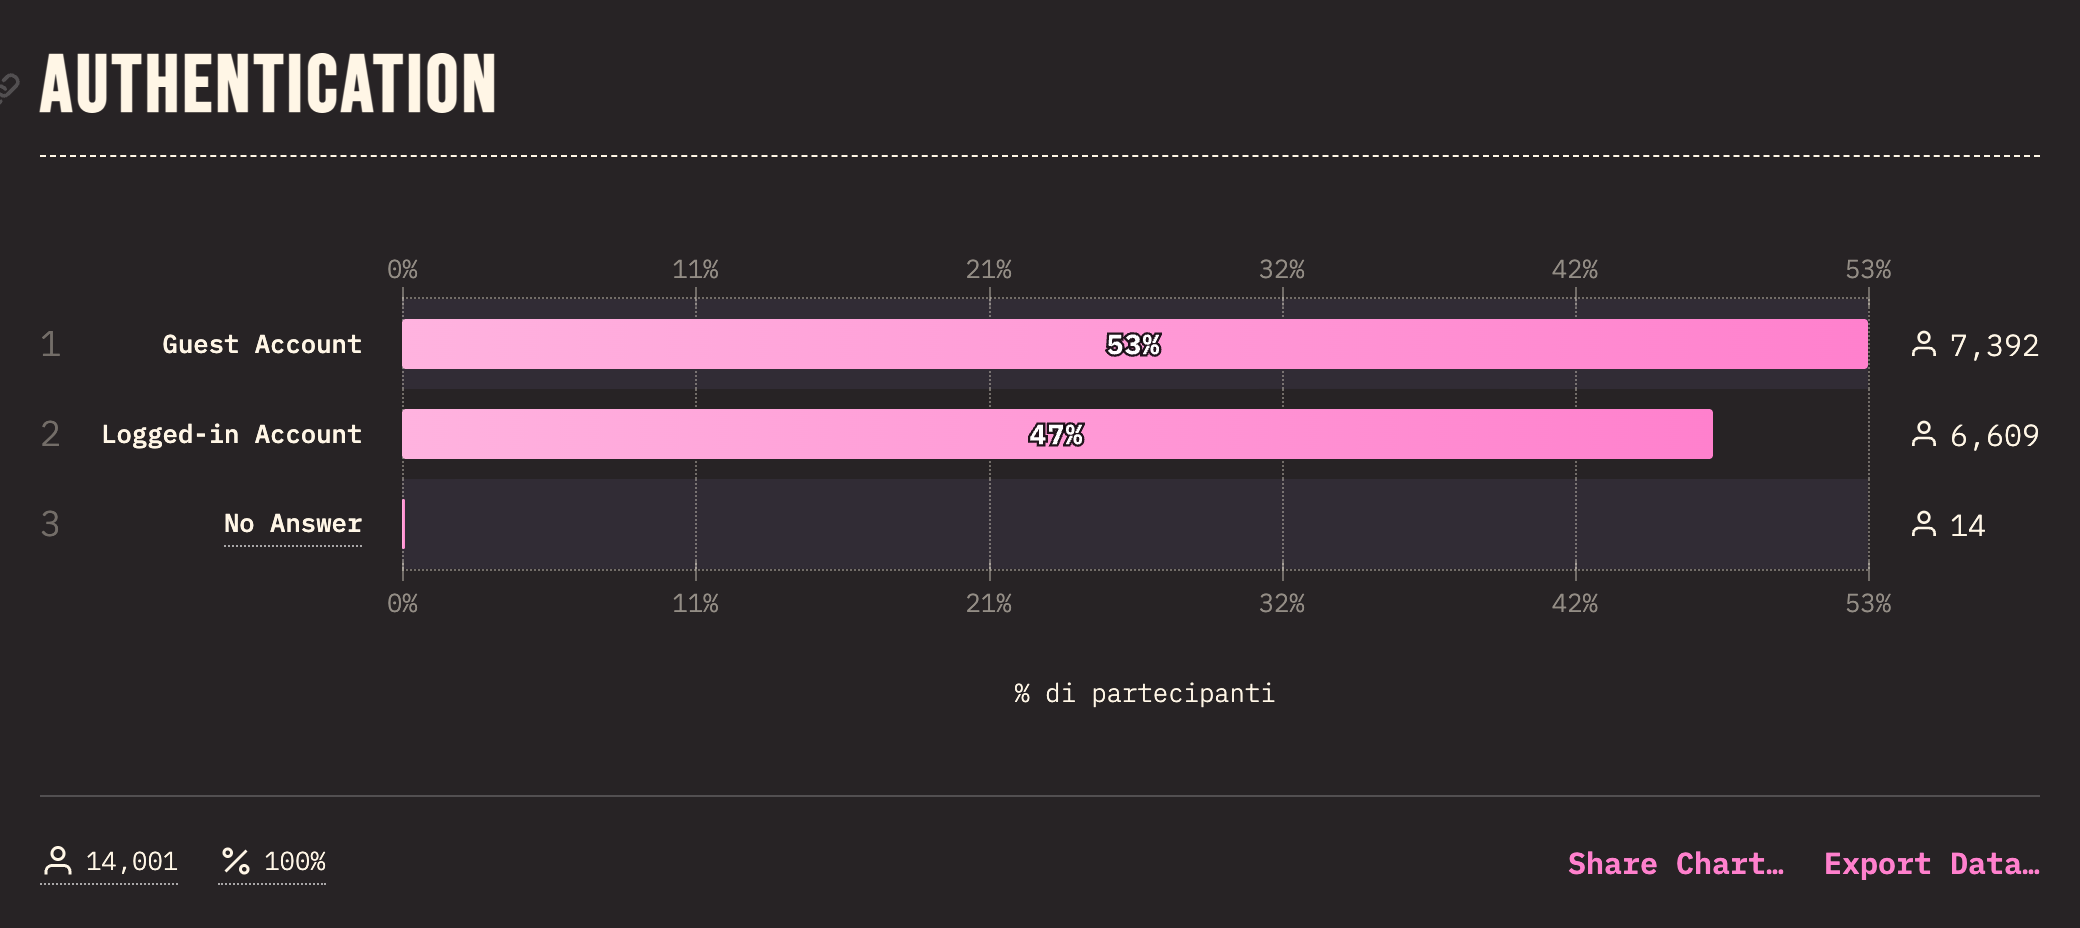 AUTHENTICATION
0% 11% 21% 32% 42% 53%
1 Guest Account 53% 7,392
2 Logged-in Account 47% 6,609
3 No Answer 14
0% 11% 21% 32% 42% 53%
% di partecipanti
14,001 100% Share Chart… Export Data…